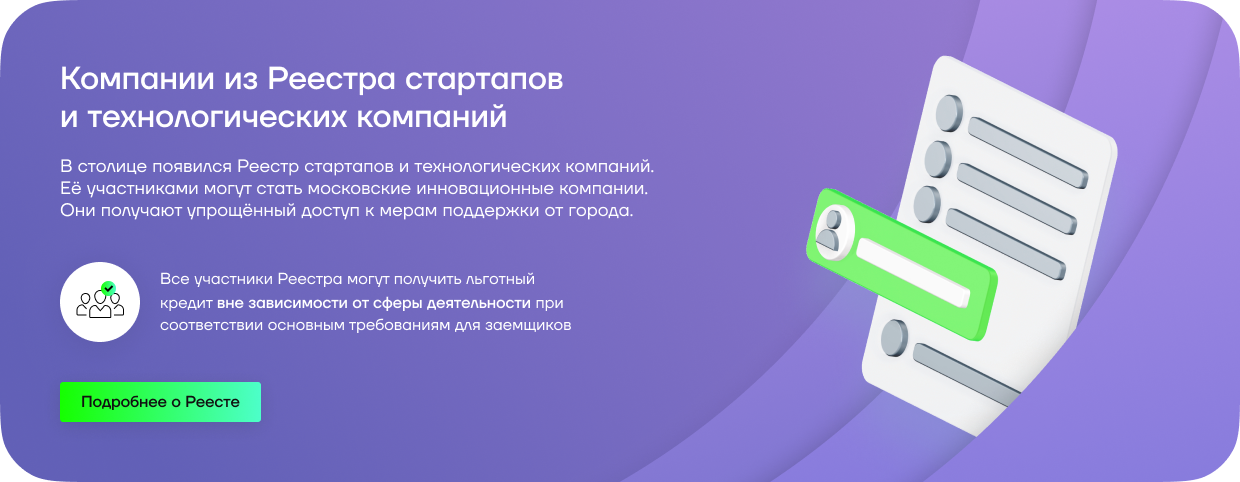 Компании из Реестра стартапов
и технологических компаний
В столице появился Реестр стартапов и технологических компаний.
Её участниками могут стать московские инновационные компании.
Они получают упрощённый доступ к мерам поддержки от города.
Все участники Реестра могут получить льготный
кредит вне зависимости от сферы деятельности при
соответствии основным требованиям для заемщиков
Подробнее о Реесте